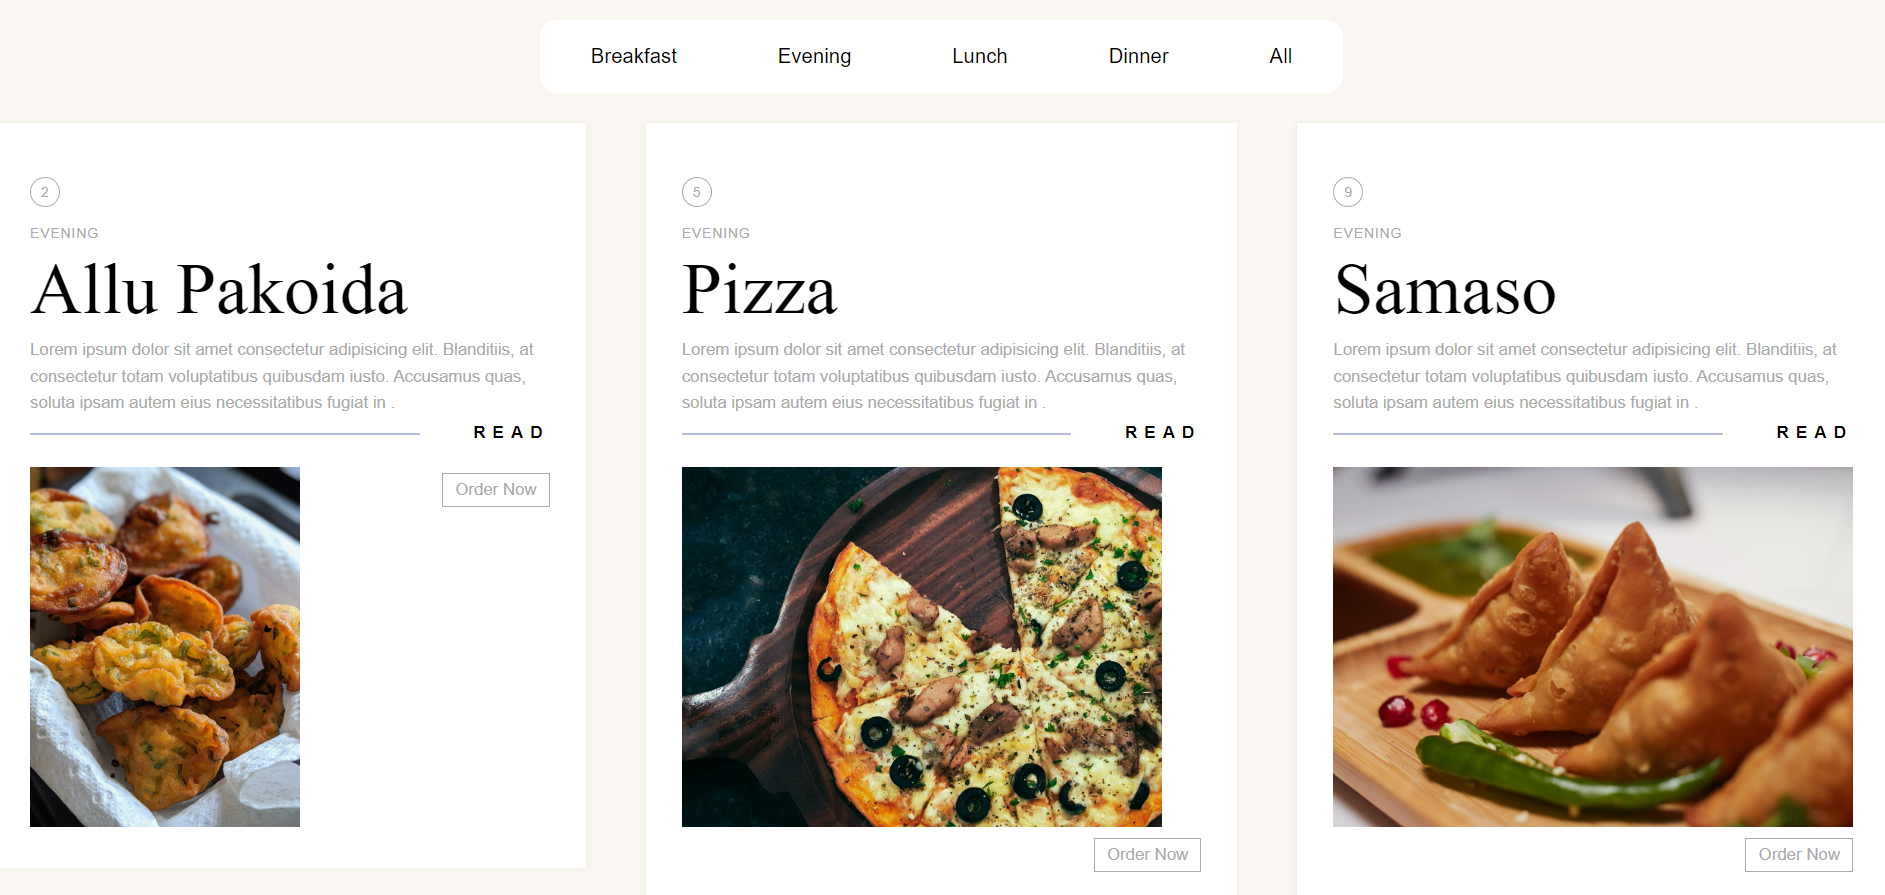 Breakfast Evening Lunch Dinner All
2
EVENING
Allu Pakoida
Lorem ipsum dolor sit amet consectetur adipisicing elit. Blanditiis, at
consectetur totam voluptatibus quibusdam iusto. Accusamus quas,
soluta ipsam autem eius necessitatibus fugiat in .
READ
Order Now
5
EVENING
Pizza
Lorem ipsum dolor sit amet consectetur adipisicing elit. Blanditiis, at
consectetur totam voluptatibus quibusdam iusto. Accusamus quas,
soluta ipsam autem eius necessitatibus fugiat in .
READ
Order Now
9
EVENING
Samaso
Lorem ipsum dolor sit amet consectetur adipisicing elit. Blanditiis, at
consectetur totam voluptatibus quibusdam iusto. Accusamus quas,
soluta ipsam autem eius necessitatibus fugiat in .
READ
Order Now